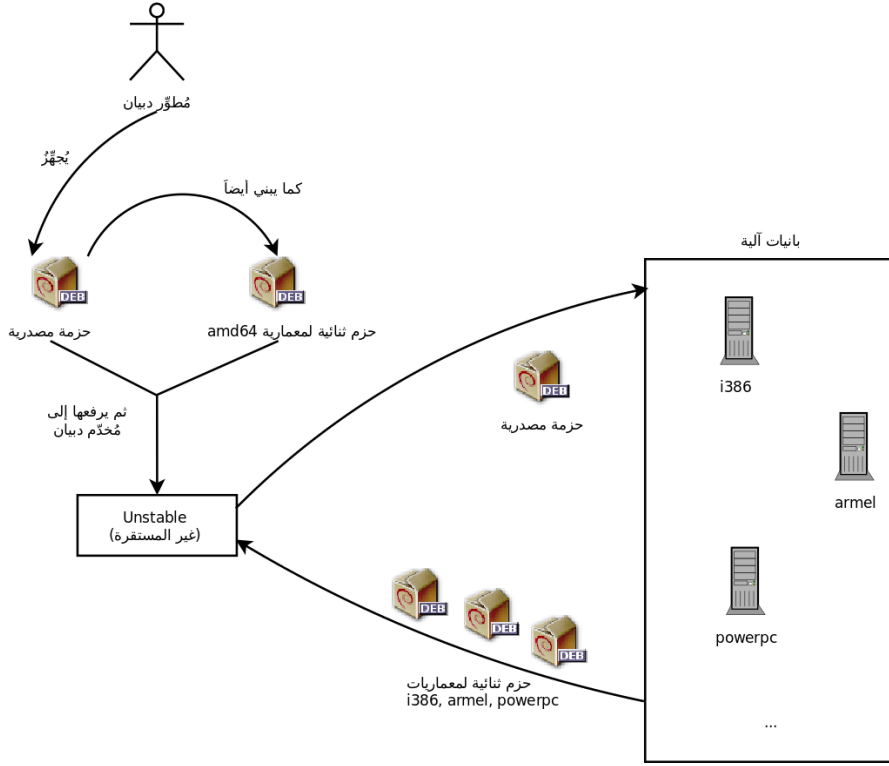 مُطوِّر دبيان
يُجهِّزُ
كما يبني أيضاً
DEB
DEB
حزمة مصدرية
حزم ثنائية لمعمارية amd64
ثم يرفعها إلى
مُخدّم دبيان
Unstable
(غير المستقرة)
بانيات آلية
DEB
حزمة مصدرية
i386
armel
powerpc
...
DEB
DEB
DEB
حزم ثنائية لمعماريات
i386, armel, powerpc